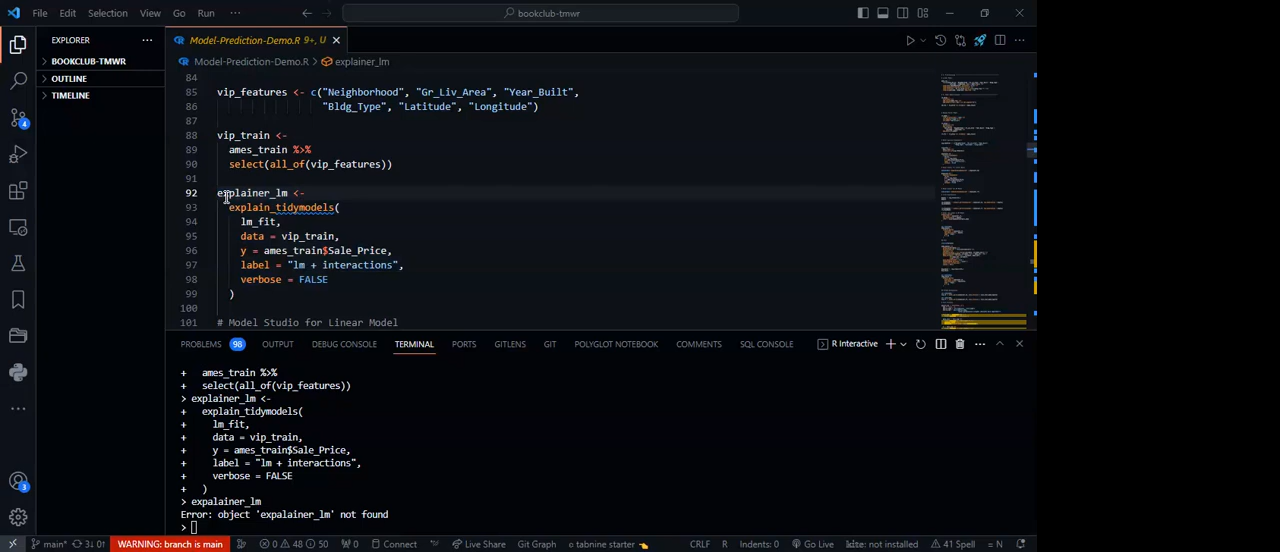 File Edit Selection View Go Run ··· bookclub-tmwr
EXPLORER ··· Model-Prediction-Demo.R 9+, U
Model-Prediction-Demo.R > explainer_lm
BOOKCLUB-TMWR
OUTLINE
TIMELINE
84
85 vip_features <- c("Neighborhood", "Gr_Liv_Area", "Year_Built",
86 "Bldg_Type", "Latitude", "Longitude")
87
88 vip_train <-
89 ames_train %>%
90 select(all_of(vip_features))
91
92 explainer_lm <-
93 explain_tidymodels(
94 lm_fit,
95 data = vip_train,
96 y = ames_train$Sale_Price,
97 label = "lm + interactions",
98 verbose = FALSE
99 )
100
101 # Model Studio for Linear Model
PROBLEMS 98 OUTPUT DEBUG CONSOLE TERMINAL PORTS GITLENS GIT POLYGLOT NOTEBOOK COMMENTS SQL CONSOLE R Interactive
+ ames_train %>%
+ select(all_of(vip_features))
> explainer_lm <-
+ explain_tidymodels(
+ lm_fit,
+ data = vip_train,
+ y = ames_train$Sale_Price,
+ label = "lm + interactions",
+ verbose = FALSE
+ )
> expalainer_lm
Error: object 'expalainer_lm' not found
>
4
3
main* 3↓ 0↑ WARNING: branch is main 0 48 50 0 Connect Live Share Git Graph tabnine starter CRLF R Indents: 0 Go Live lintr: not installed 41 Spell = N